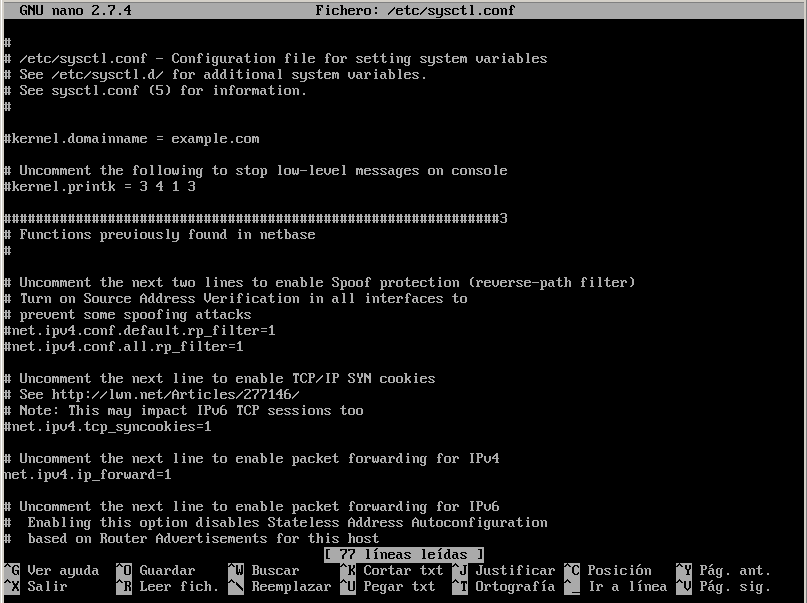 GNU nano 2.7.4 Fichero: /etc/sysctl.conf
#
# /etc/sysctl.conf - Configuration file for setting system variables
# See /etc/sysctl.d/ for additional system variables.
# See sysctl.conf (5) for information.
#
#kernel.domainname = example.com
# Uncomment the following to stop low-level messages on console
#kernel.printk = 3 4 1 3
##############################################################3
# Functions previously found in netbase
#
# Uncomment the next two lines to enable Spoof protection (reverse-path filter)
# Turn on Source Address Verification in all interfaces to
# prevent some spoofing attacks
#net.ipv4.conf.default.rp_filter=1
#net.ipv4.conf.all.rp_filter=1
# Uncomment the next line to enable TCP/IP SYN cookies
# See http://lwn.net/Articles/277146/
# Note: This may impact IPv6 TCP sessions too
#net.ipv4.tcp_syncookies=1
# Uncomment the next line to enable packet forwarding for IPv4
net.ipv4.ip_forward=1
# Uncomment the next line to enable packet forwarding for IPv6
#  Enabling this option disables Stateless Address Autoconfiguration
#  based on Router Advertisements for this host
[ 77 líneas leídas ]
^G Ver ayuda ^O Guardar ^W Buscar ^K Cortar txt ^J Justificar ^C Posición ^Y Pág. ant.
^X Salir ^R Leer fich. ^\ Reemplazar ^U Pegar txt ^T Ortografía ^_ Ir a línea ^V Pág. sig.